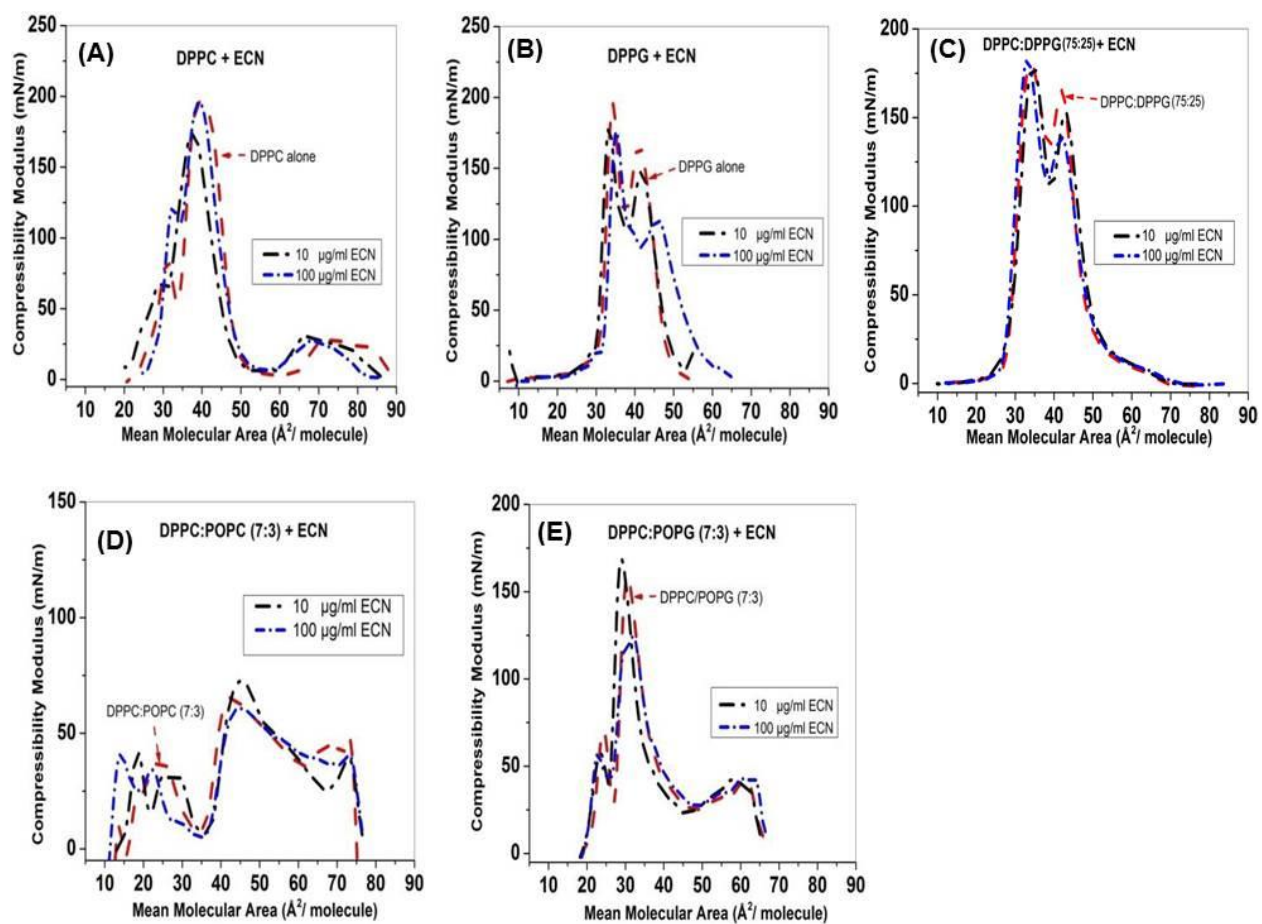 (A)
DPPC + ECN
Compressibility Modulus (mN/m)
250
200
150
100
50
0
DPPC alone
10 µg/ml ECN
100 µg/ml ECN
10 20 30 40 50 60 70 80 90
Mean Molecular Area (Å²/ molecule)
(B)
DPPG + ECN
Compressibility Modulus (mN/m)
250
200
150
100
50
0
DPPG alone
10 µg/ml ECN
100 µg/ml ECN
10 20 30 40 50 60 70 80 90
Mean Molecular Area (Å²/ molecule)
(C)
DPPC:DPPG(75:25)+ ECN
Compressibility Modulus (mN/m)
200
150
100
50
0
DPPC:DPPG(75:25)
10 µg/ml ECN
100 µg/ml ECN
10 20 30 40 50 60 70 80 90
Mean Molecular Area (Å²/ molecule)
(D)
DPPC:POPC (7:3) + ECN
Compressibility Modulus (mN/m)
150
100
50
0
10 µg/ml ECN
100 µg/ml ECN
DPPC:POPC (7:3)
10 20 30 40 50 60 70 80 90
Mean Molecular Area (Å²/ molecule)
(E)
DPPC:POPG (7:3) + ECN
Compressibility Modulus (mN/m)
200
150
100
50
0
DPPC/POPG (7:3)
10 µg/ml ECN
100 µg/ml ECN
10 20 30 40 50 60 70 80 90
Mean Molecular Area (Å²/ molecule)